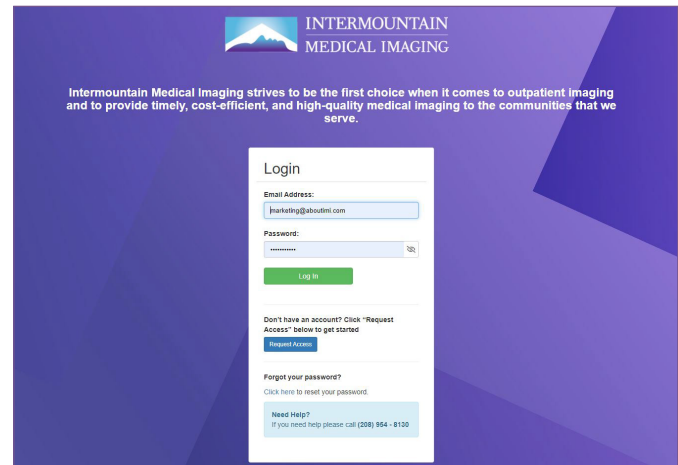 INTERMOUNTAIN
MEDICAL IMAGING
Intermountain Medical Imaging strives to be the first choice when it comes to outpatient imaging
and to provide timely, cost-efficient, and high-quality medical imaging to the communities that we
serve.
Login
Email Address:
marketing@aboutimi.com
Password:
•••••••••••
Log In
Don't have an account? Click "Request
Access" below to get started
Request Access
Forgot your password?
Click here to reset your password.
Need Help?
If you need help please call (208) 954 - 8130